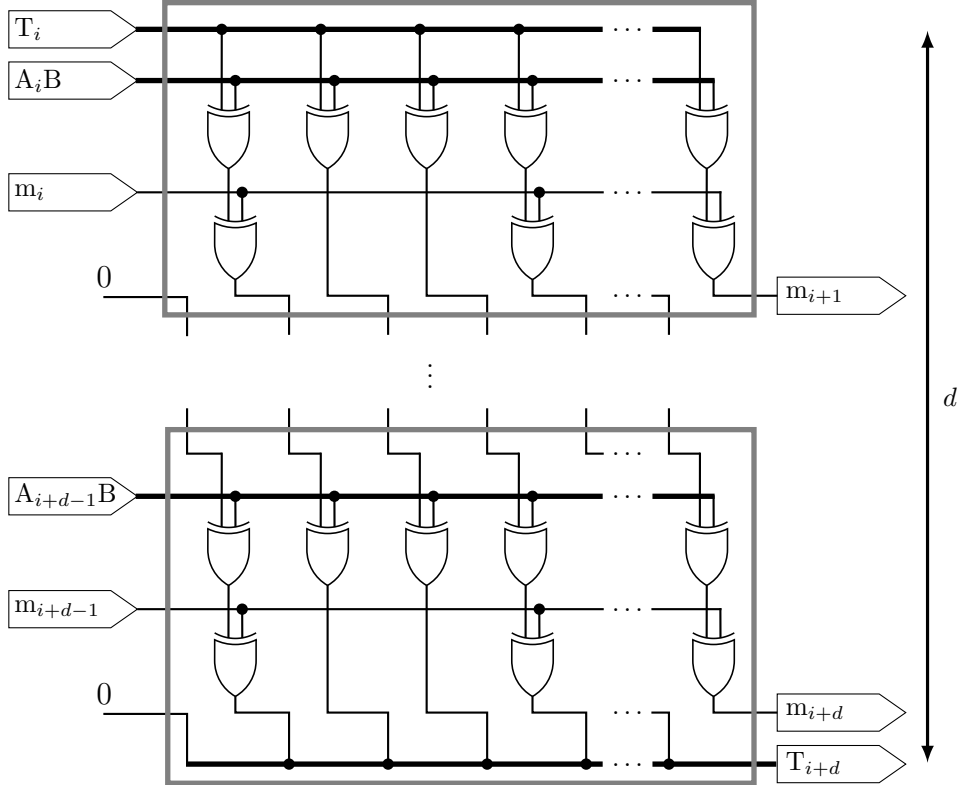 T_i
· · ·
A_iB
· · ·
m_i
· · ·
0
· · ·
m_{i+1}
⋮
d
· · ·
A_{i+d−1}B
· · ·
m_{i+d−1}
· · ·
0
· · ·
m_{i+d}
· · ·
T_{i+d}